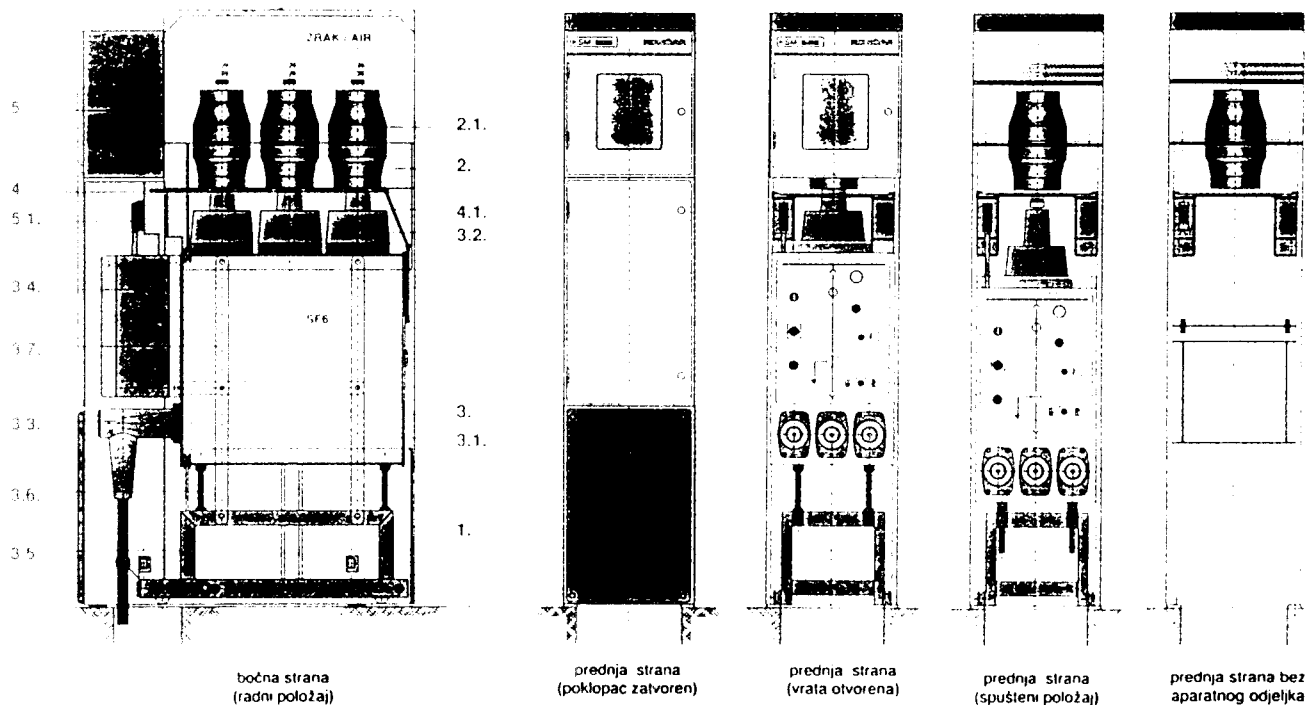 ZRAK / AIR
5
2.1.
2.
4
4.1.
5.1.
3.2.
3.4.
SF6
3.7.
3.
3.3.
3.1.
3.6.
1.
3.5
bočna strana
(radni položaj)
prednja strana
(poklopac zatvoren)
prednja strana
(vrata otvorena)
prednja strana
(spušteni položaj)
prednja strana bez
aparatnog odjeljka